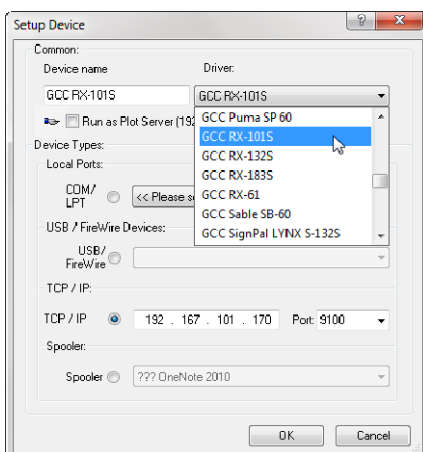 Setup Device
Common:
Device name Driver:
GCC RX-101S GCC RX-101S
Run as Plot Server (192
GCC Puma SP 60
GCC RX-101S
GCC RX-132S
GCC RX-183S
GCC RX-61
GCC Sable SB-60
GCC SignPal LYNX S-132S
Device Types:
Local Ports:
COM/
LPT << Please se
USB / FireWire Devices:
USB/
FireWire
TCP / IP:
TCP / IP 192 . 167 . 101 . 170 Port: 9100
Spooler:
Spooler ??? OneNote 2010
OK Cancel